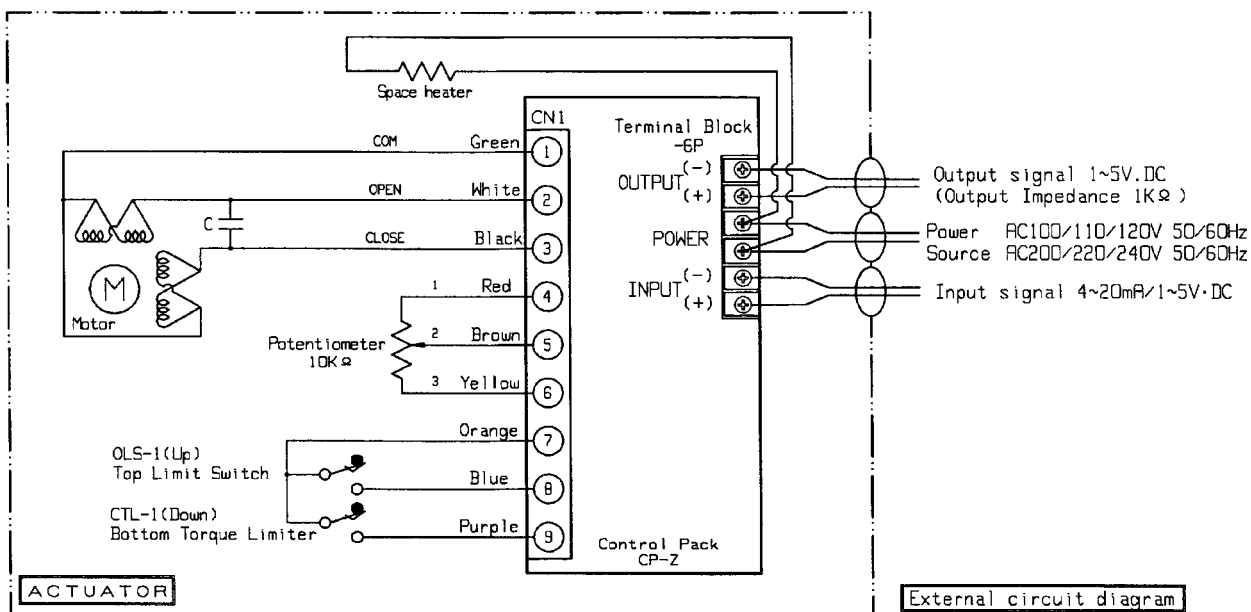 Space heater
CN1
Terminal Block
-6P
COM
Green
1
(-)
OUTPUT
(+)
Output signal 1~5V.DC
(Output Impedance 1KΩ)
OPEN
White
2
C
CLOSE
Black
3
POWER
Power AC100/110/120V 50/60Hz
Source AC200/220/240V 50/60Hz
M
Motor
(-)
INPUT
(+)
Input signal 4~20mA/1~5V·DC
1
Red
4
Potentiometer
10KΩ
2
Brown
5
3
Yellow
6
Orange
7
OLS-1(Up)
Top Limit Switch
Blue
8
CTL-1(Down)
Bottom Torque Limiter
Purple
9
Control Pack
CP-Z
ACTUATOR
External circuit diagram